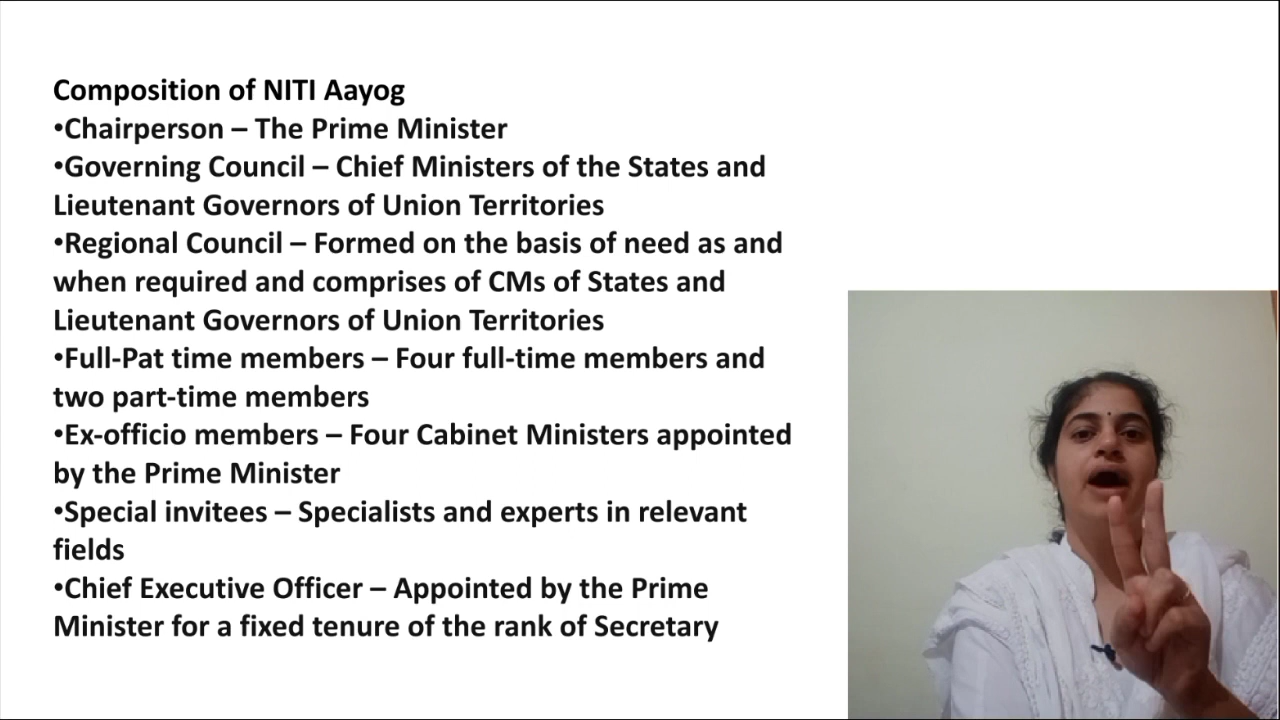 Composition of NITI Aayog
•Chairperson – The Prime Minister
•Governing Council – Chief Ministers of the States and
Lieutenant Governors of Union Territories
•Regional Council – Formed on the basis of need as and
when required and comprises of CMs of States and
Lieutenant Governors of Union Territories
•Full-Pat time members – Four full-time members and
two part-time members
•Ex-officio members – Four Cabinet Ministers appointed
by the Prime Minister
•Special invitees – Specialists and experts in relevant
fields
•Chief Executive Officer – Appointed by the Prime
Minister for a fixed tenure of the rank of Secretary